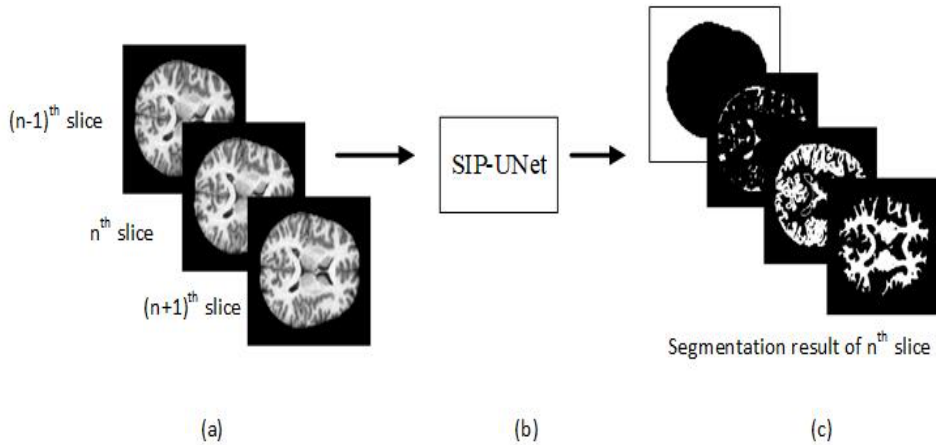 (n-1)th slice
nth slice
(n+1)th slice
SIP-UNet
Segmentation result of nth slice
(a)
(b)
(c)